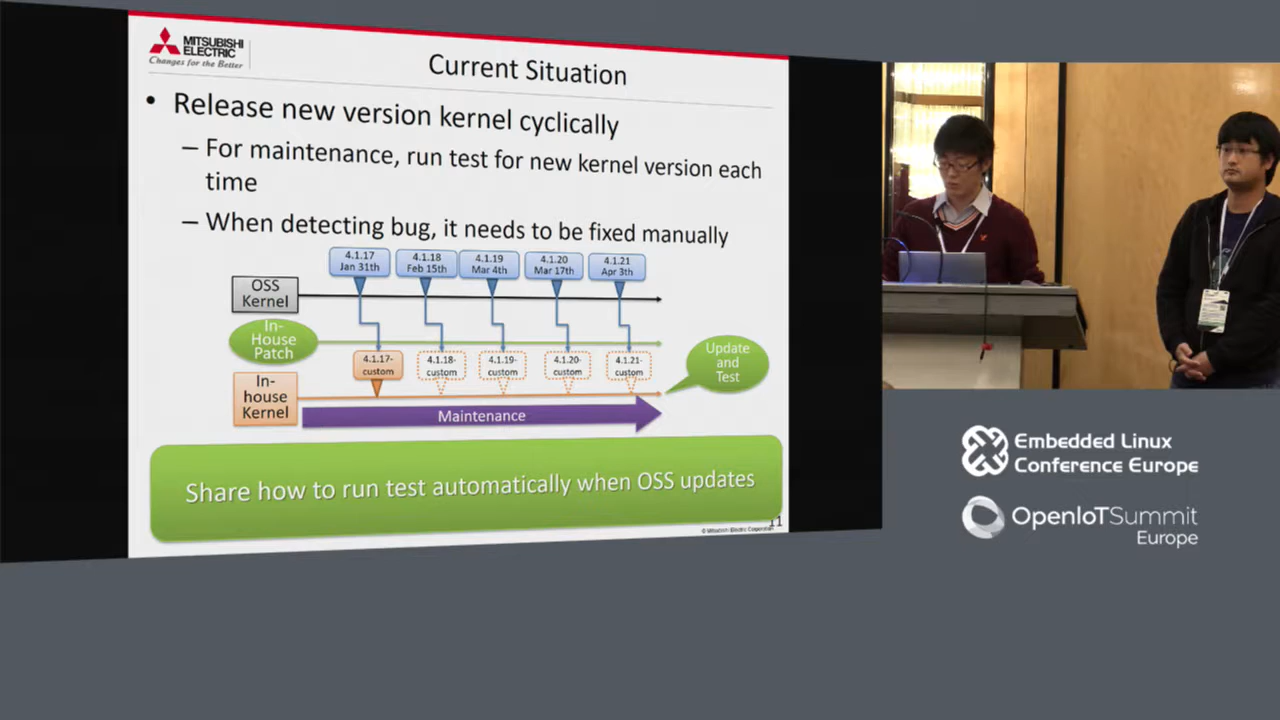 MITSUBISHI
ELECTRIC
Changes for the Better
Current Situation
• Release new version kernel cyclically
– For maintenance, run test for new kernel version each
time
– When detecting bug, it needs to be fixed manually
4.1.17
Jan 31th
4.1.18
Feb 15th
4.1.19
Mar 4th
4.1.20
Mar 17th
4.1.21
Apr 3th
OSS
Kernel
In-
House
Patch
4.1.17-
custom
4.1.18-
custom
4.1.19-
custom
4.1.20-
custom
4.1.21-
custom
Update
and
Test
In-
house
Kernel
Maintenance
Share how to run test automatically when OSS updates
11
© Mitsubishi Electric Corporation
Embedded Linux
Conference Europe
OpenIoTSummit
Europe